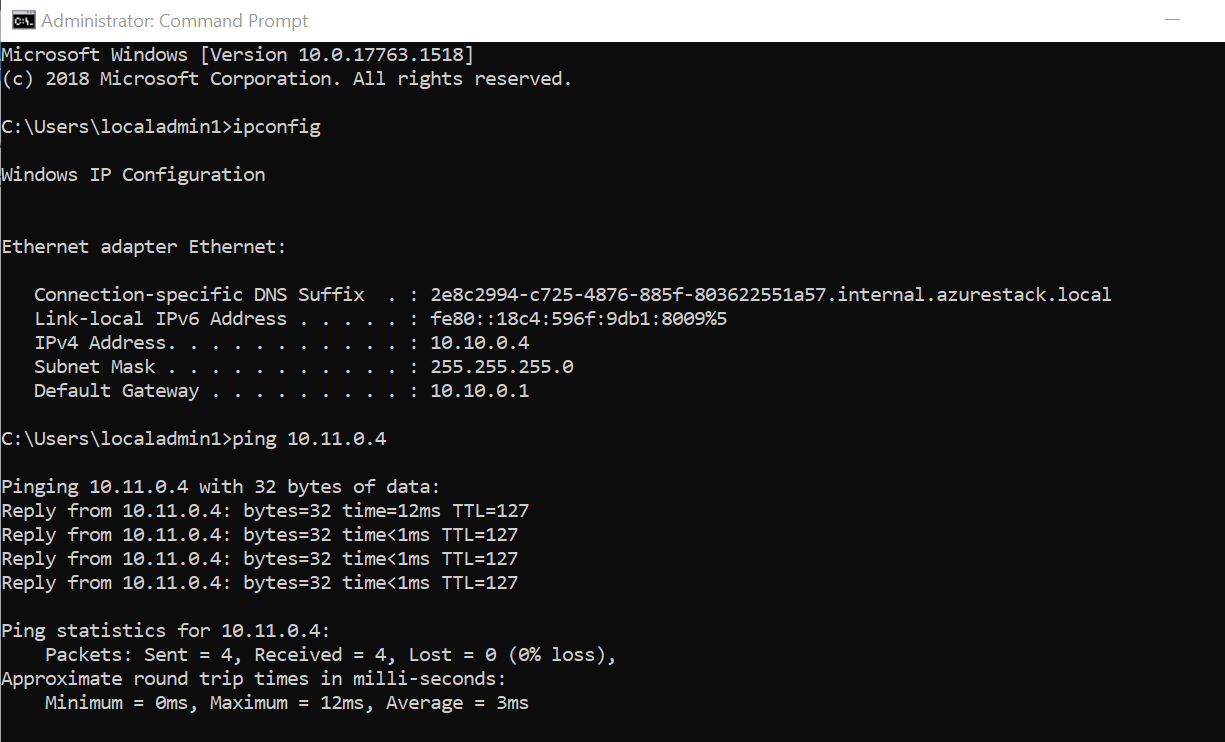 Administrator: Command Prompt
Microsoft Windows [Version 10.0.17763.1518]
(c) 2018 Microsoft Corporation. All rights reserved.
C:\Users\localadmin1>ipconfig
Windows IP Configuration
Ethernet adapter Ethernet:
   Connection-specific DNS Suffix  . : 2e8c2994-c725-4876-885f-803622551a57.internal.azurestack.local
   Link-local IPv6 Address . . . . . : fe80::18c4:596f:9db1:8009%5
   IPv4 Address. . . . . . . . . . . : 10.10.0.4
   Subnet Mask . . . . . . . . . . . : 255.255.255.0
   Default Gateway . . . . . . . . . : 10.10.0.1
C:\Users\localadmin1>ping 10.11.0.4
Pinging 10.11.0.4 with 32 bytes of data:
Reply from 10.11.0.4: bytes=32 time=12ms TTL=127
Reply from 10.11.0.4: bytes=32 time<1ms TTL=127
Reply from 10.11.0.4: bytes=32 time<1ms TTL=127
Reply from 10.11.0.4: bytes=32 time<1ms TTL=127
Ping statistics for 10.11.0.4:
    Packets: Sent = 4, Received = 4, Lost = 0 (0% loss),
Approximate round trip times in milli-seconds:
    Minimum = 0ms, Maximum = 12ms, Average = 3ms